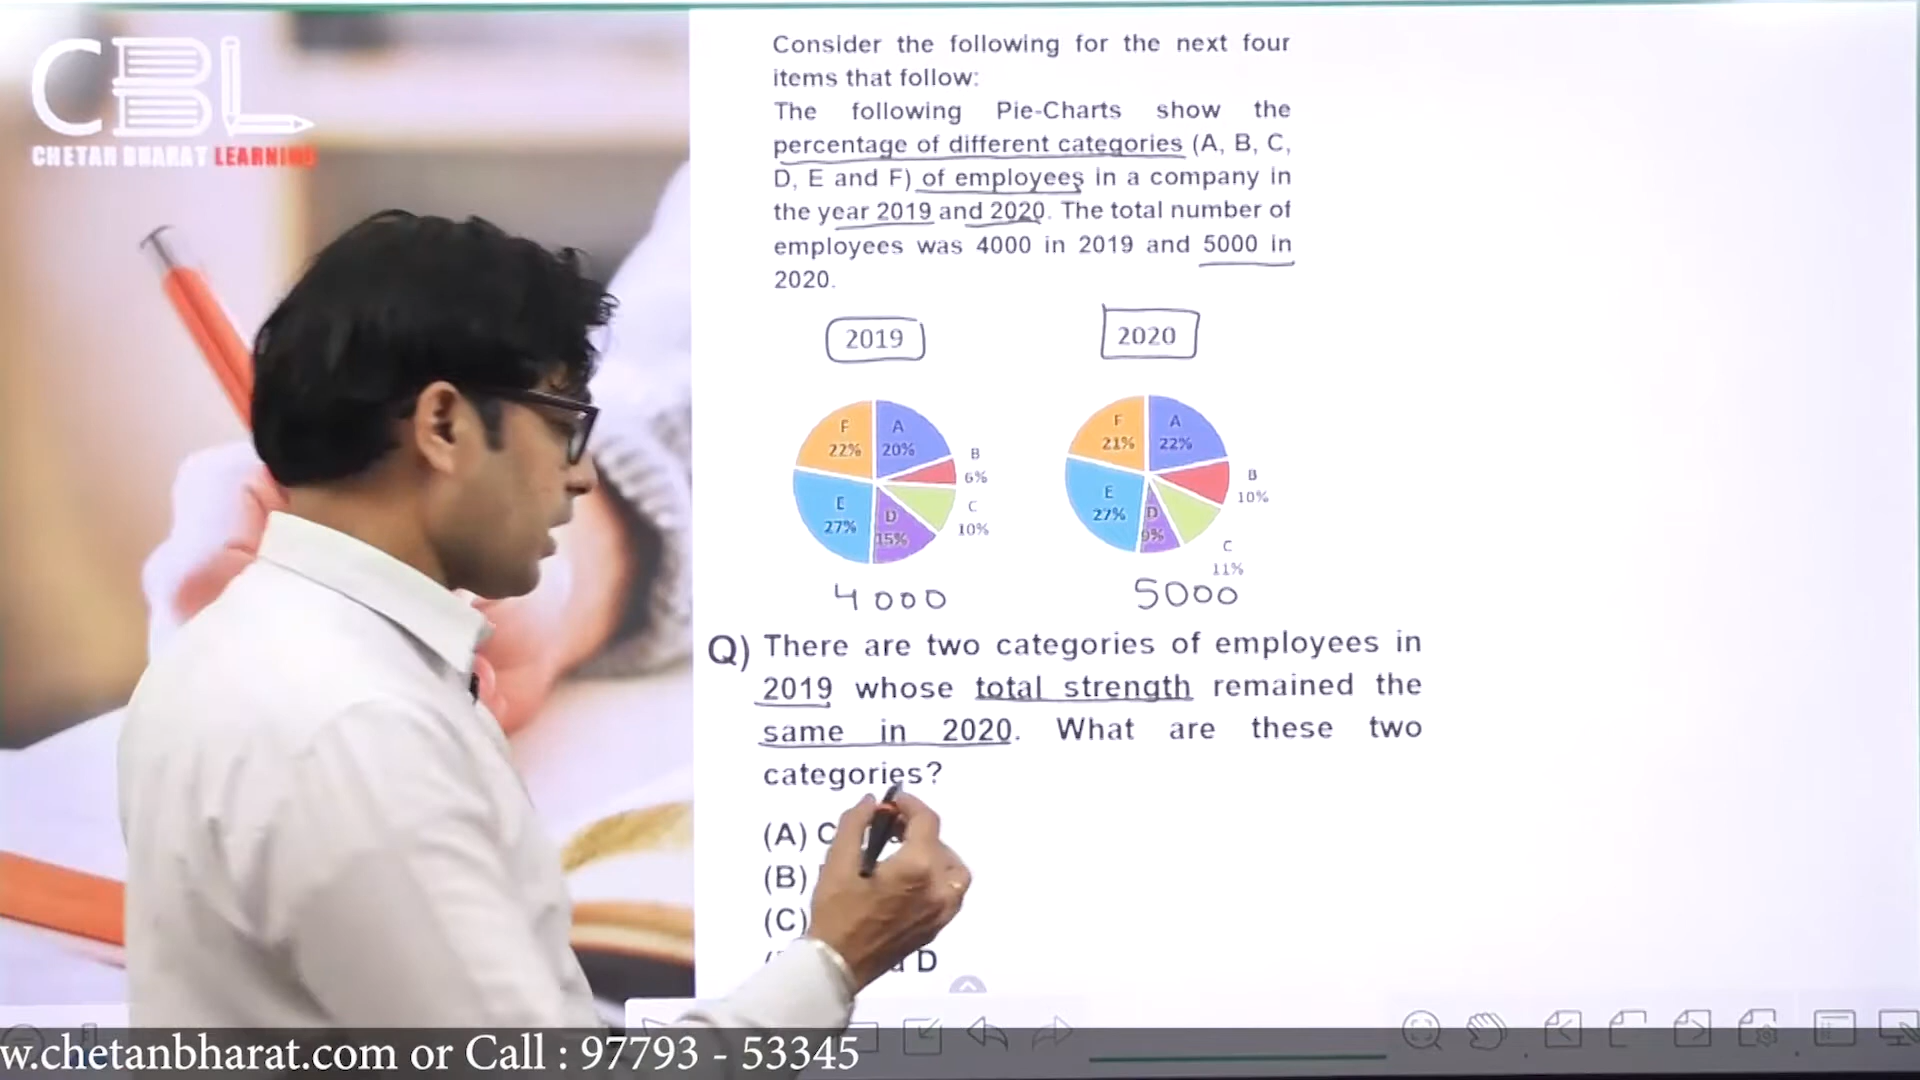 CBL
CHETAN BHARAT LEARNING
Consider the following for the next four
items that follow:
The following Pie-Charts show the
percentage of different categories (A, B, C,
D, E and F) of employees in a company in
the year 2019 and 2020. The total number of
employees was 4000 in 2019 and 5000 in
2020.
2019
2020
F
22%
A
20%
B
6%
C
10%
D
15%
E
27%
4000
F
21%
A
22%
B
10%
C
11%
D
9%
E
27%
5000
Q) There are two categories of employees in
2019 whose total strength remained the
same in 2020. What are these two
categories?
(A) C
(B)
(C)
D
w.chetanbharat.com or Call : 97793 - 53345